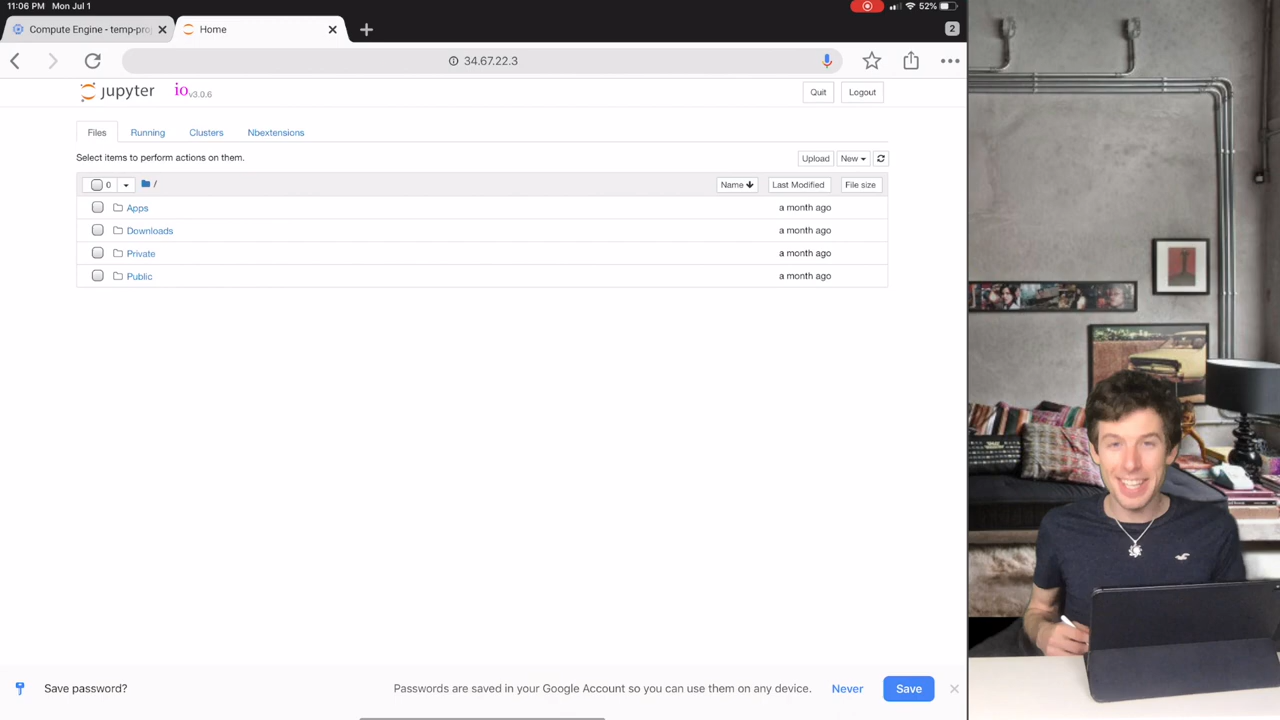 11:06 PM Mon Jul 1
52%
Compute Engine - temp-pro
Home
2
34.67.22.3
jupyter
io v3.0.6
Quit
Logout
Files
Running
Clusters
Nbextensions
Select items to perform actions on them.
Upload
New
0
/
Name
Last Modified
File size
Apps
a month ago
Downloads
a month ago
Private
a month ago
Public
a month ago
Save password?
Passwords are saved in your Google Account so you can use them on any device.
Never
Save